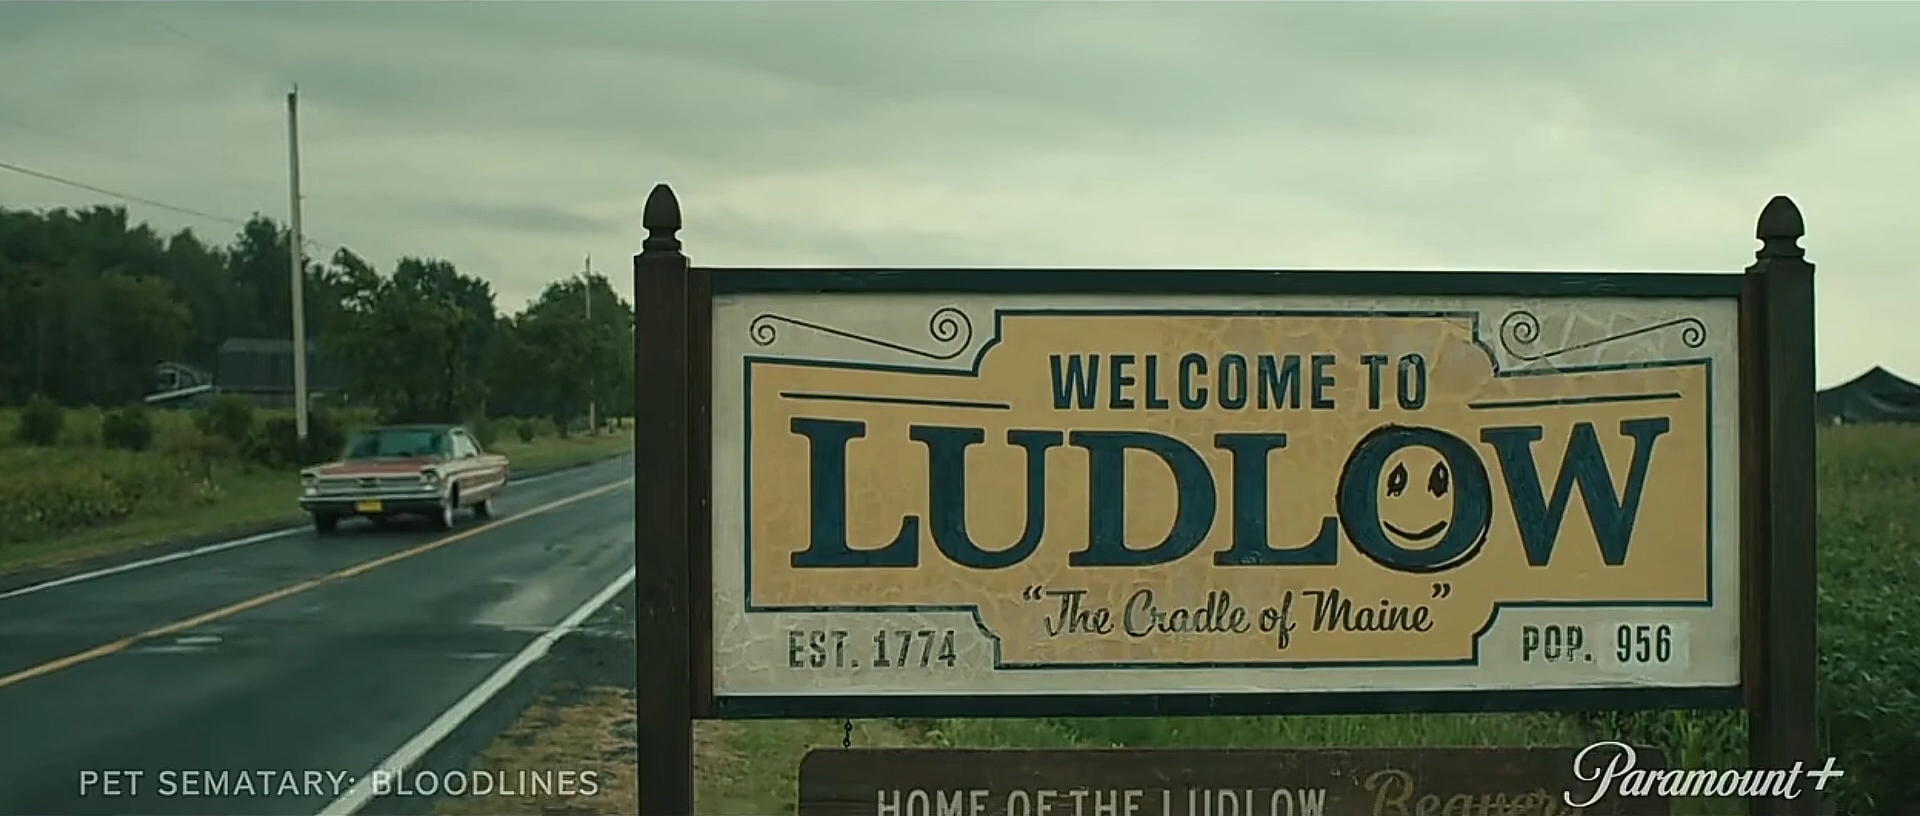 WELCOME TO
LUDLOW
"The Cradle of Maine"
EST. 1774
POP. 956
HOME OF THE LUDLOW Beavers
PET SEMATARY: BLOODLINES
Paramount+